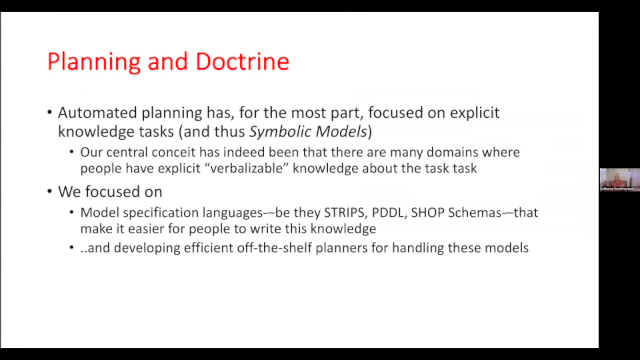 Planning and Doctrine
• Automated planning has, for the most part, focused on explicit
knowledge tasks (and thus Symbolic Models)
• Our central conceit has indeed been that there are many domains where
people have explicit “verbalizable” knowledge about the task task
• We focused on
• Model specification languages-–be they STRIPS, PDDL, SHOP Schemas-–that
make it easier for people to write this knowledge
• ..and developing efficient off-the-shelf planners for handling these models